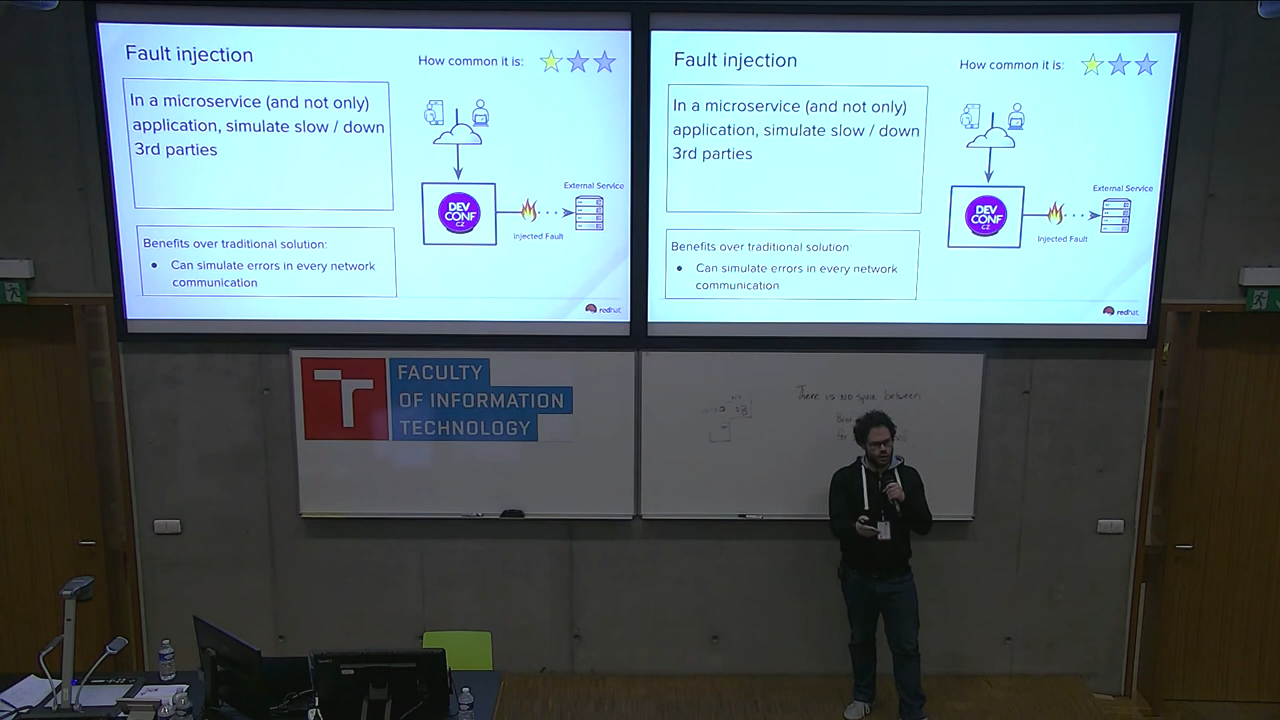 Fault injection
How common it is:
In a microservice (and not only)
application, simulate slow / down
3rd parties
External Service
DEV
CONF
CZ
Injected Fault
Benefits over traditional solution:
● Can simulate errors in every network
communication
redhat.
Fault injection
How common it is:
In a microservice (and not only)
application, simulate slow / down
3rd parties
External Service
DEV
CONF
CZ
Injected Fault
Benefits over traditional solution:
● Can simulate errors in every network
communication
redhat.
T
FACULTY
OF INFORMATION
TECHNOLOGY
There is no space between
for